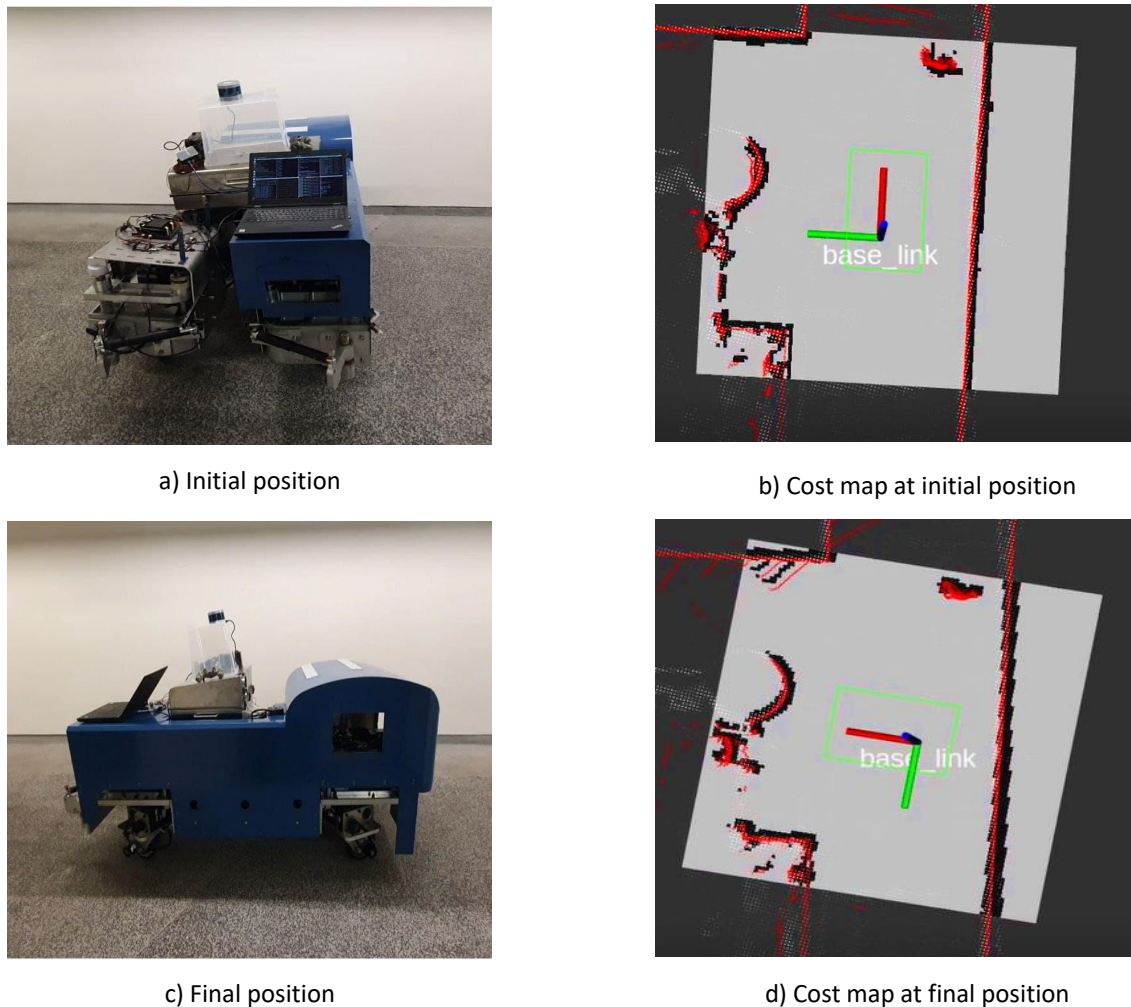 base_link
a) Initial position
b) Cost map at initial position
base_link
c) Final position
d) Cost map at final position